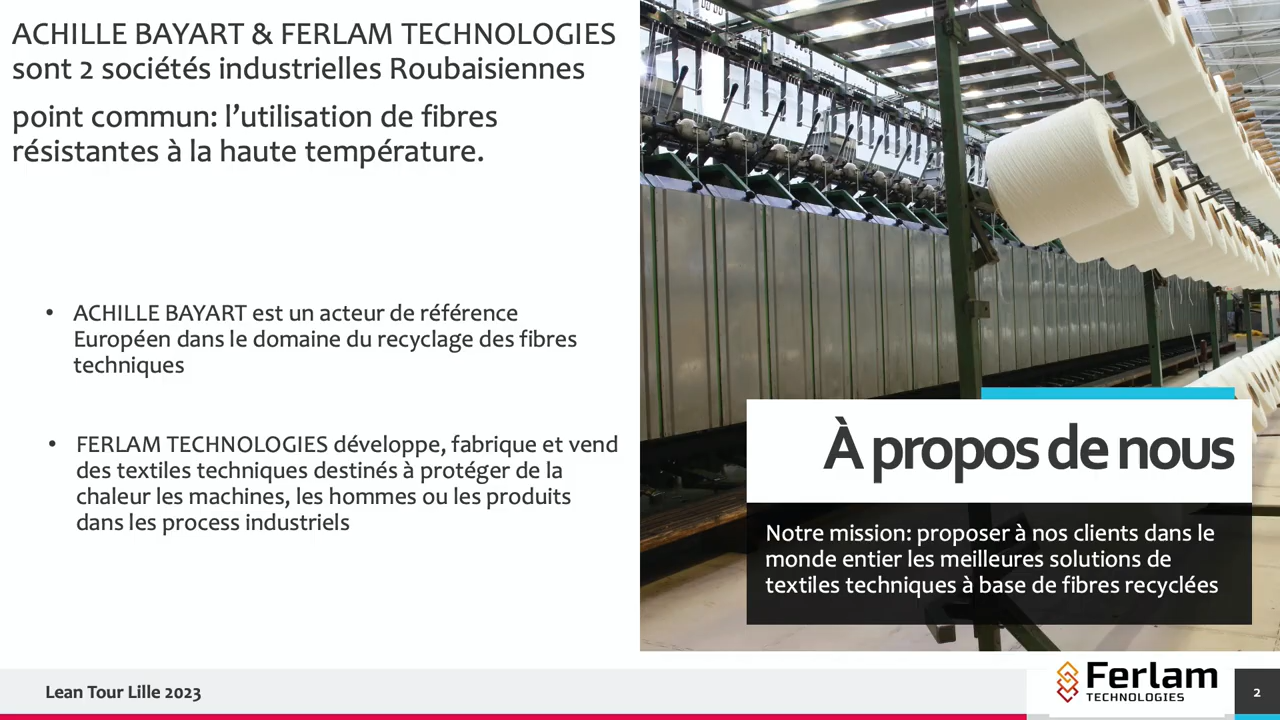 ACHILLE BAYART & FERLAM TECHNOLOGIES
sont 2 sociétés industrielles Roubaisiennes
point commun: l’utilisation de fibres
résistantes à la haute température.
• ACHILLE BAYART est un acteur de référence
Européen dans le domaine du recyclage des fibres
techniques
• FERLAM TECHNOLOGIES développe, fabrique et vend
des textiles techniques destinés à protéger de la
chaleur les machines, les hommes ou les produits
dans les process industriels
À propos de nous
Notre mission: proposer à nos clients dans le
monde entier les meilleures solutions de
textiles techniques à base de fibres recyclées
Lean Tour Lille 2023
Ferlam
TECHNOLOGIES
2